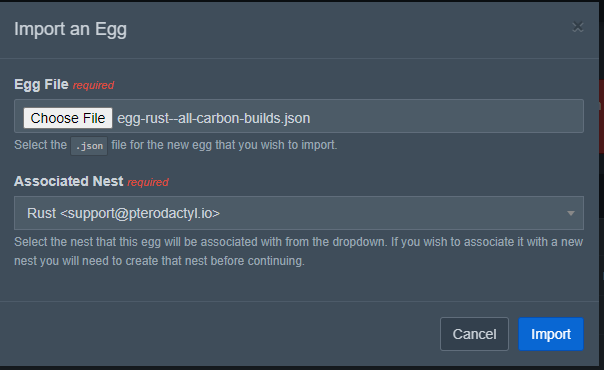 Import an Egg
Egg File required
Choose File egg-rust--all-carbon-builds.json
Select the .json file for the new egg that you wish to import.
Associated Nest required
Rust <support@pterodactyl.io>
Select the nest that this egg will be associated with from the dropdown. If you wish to associate it with a new
nest you will need to create that nest before continuing.
Cancel Import